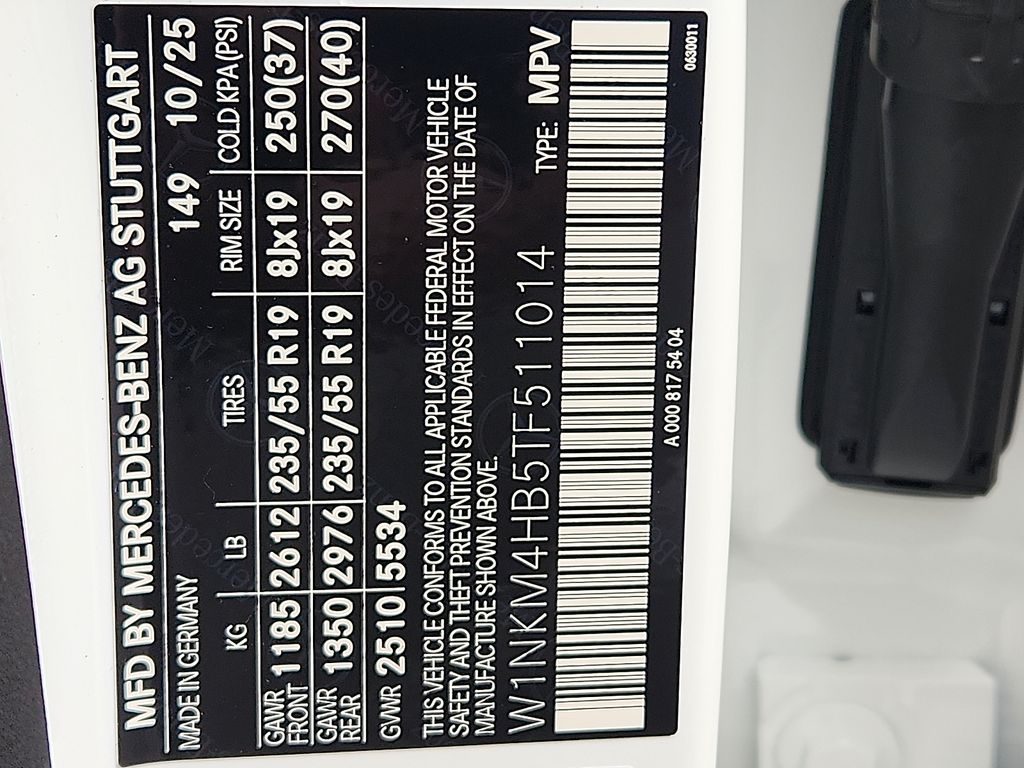 MFD BY MERCEDES-BENZ AG STUTTGART
MADE IN GERMANY 149 10/25
KG LB TIRES RIM SIZE COLD KPA(PSI)
GAWR FRONT 1185 2612 235/55 R19 8Jx19 250(37)
GAWR REAR 1350 2976 235/55 R19 8Jx19 270(40)
GVWR 2510 5534
THIS VEHICLE CONFORMS TO ALL APPLICABLE FEDERAL MOTOR VEHICLE
SAFETY AND THEFT PREVENTION STANDARDS IN EFFECT ON THE DATE OF
MANUFACTURE SHOWN ABOVE.
W1NKM4HB5TF511014 TYPE: MPV
A 000 817 54 04
0630011